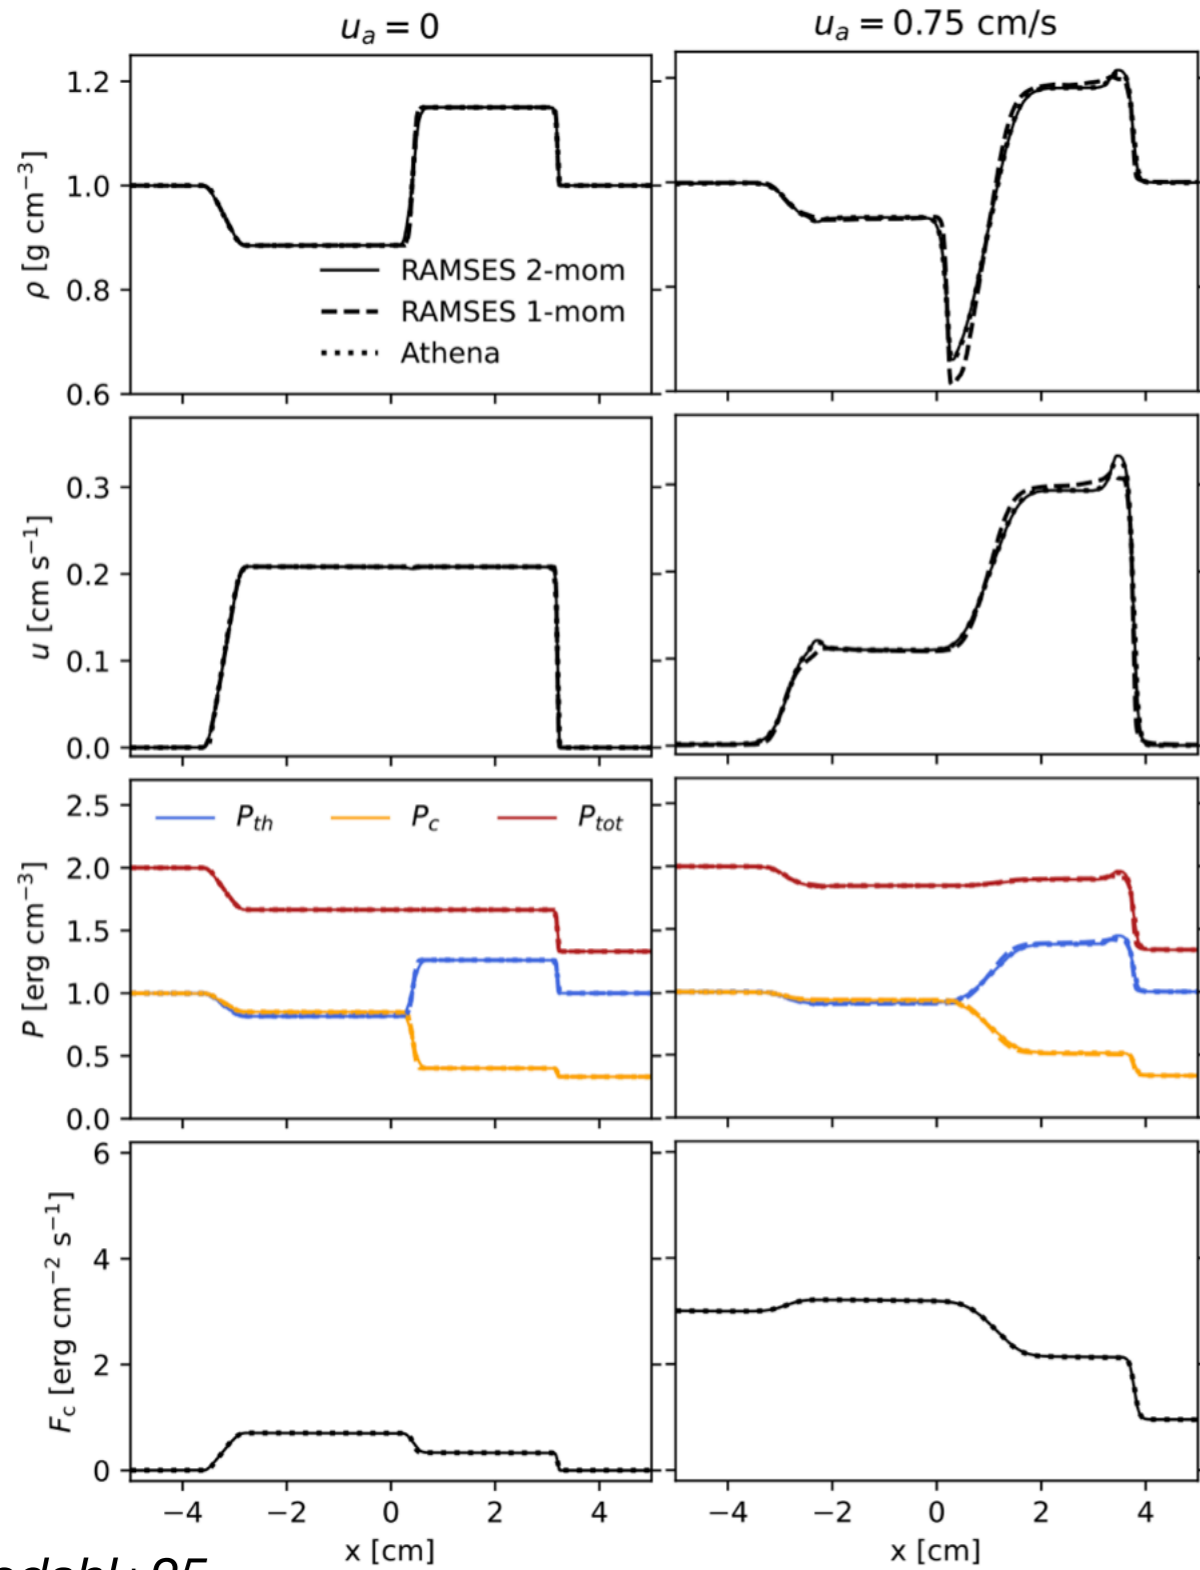 u_a = 0
u_a = 0.75 cm/s
ρ [g cm⁻³]
1.2
1.0
0.8
0.6
RAMSES 2-mom
RAMSES 1-mom
Athena
u [cm s⁻¹]
0.3
0.2
0.1
0.0
P [erg cm⁻³]
2.5
2.0
1.5
1.0
0.5
0.0
P_th P_c P_tot
F_c [erg cm⁻² s⁻¹]
6
4
2
0
−4 −2 0 2 4
−4 −2 0 2 4
x [cm]
x [cm]